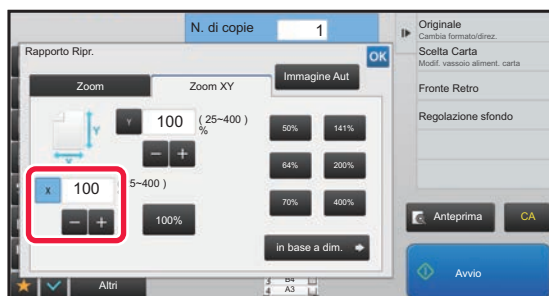 N. di copie 1
Rapporto Ripr.
OK
Zoom
Zoom XY
Immagine Aut
Y
Y 100 ( 25~400 )
%
− +
X
X 100 5~400 )
− +
100%
50% 141%
64% 200%
70% 400%
in base a dim.
Altri
B4
4 A3
Originale
Cambia formato/direz.
Scelta Carta
Modif. vassoio aliment. carta
Fronte Retro
Regolazione sfondo
Anteprima
CA
Avvio